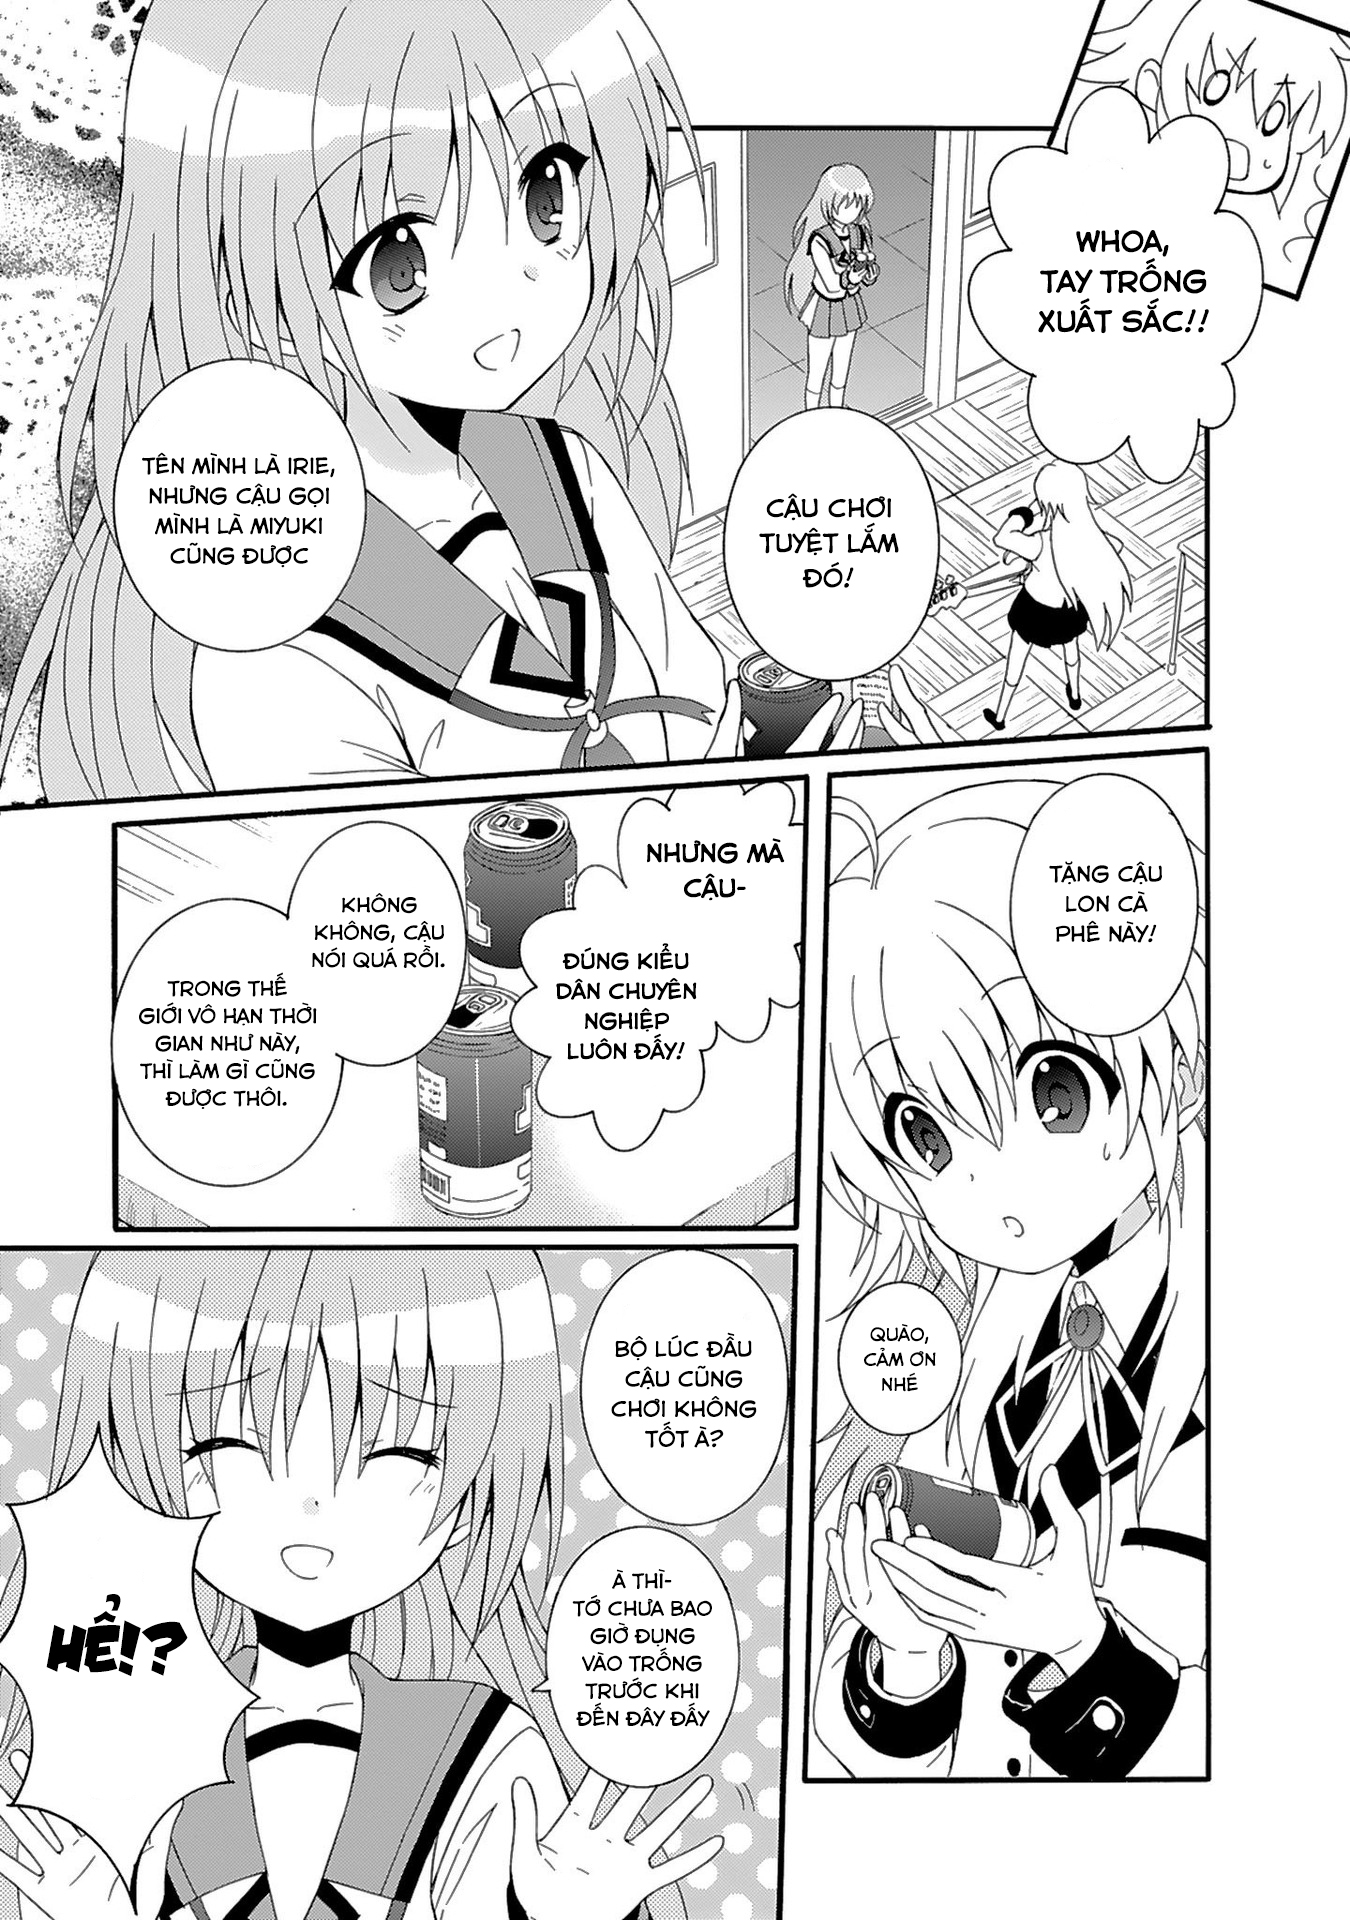 WHOA,
TAY TRỐNG
XUẤT SẮC!!
CẬU CHƠI
TUYỆT LẮM
ĐÓ!
TÊN MÌNH LÀ IRIE,
NHƯNG CẬU GỌI
MÌNH LÀ MIYUKI
CŨNG ĐƯỢC
TẶNG CẬU
LON CÀ
PHÊ NÀY!
QUÀO,
CẢM ƠN
NHÉ
NHƯNG MÀ
CẬU-
ĐÚNG KIỂU
DÂN CHUYÊN
NGHIỆP
LUÔN ĐẤY!
KHÔNG
KHÔNG, CẬU
NÓI QUÁ RỒI.
TRONG THẾ
GIỚI VÔ HẠN THỜI
GIAN NHƯ NÀY,
THÌ LÀM GÌ CŨNG
ĐƯỢC THÔI.
BỘ LÚC ĐẦU
CẬU CŨNG
CHƠI KHÔNG
TỐT À?
À THÌ-
TỚ CHƯA BAO
GIỜ ĐỤNG
VÀO TRỐNG
TRƯỚC KHI
ĐẾN ĐÂY ĐẤY
HỂ!?